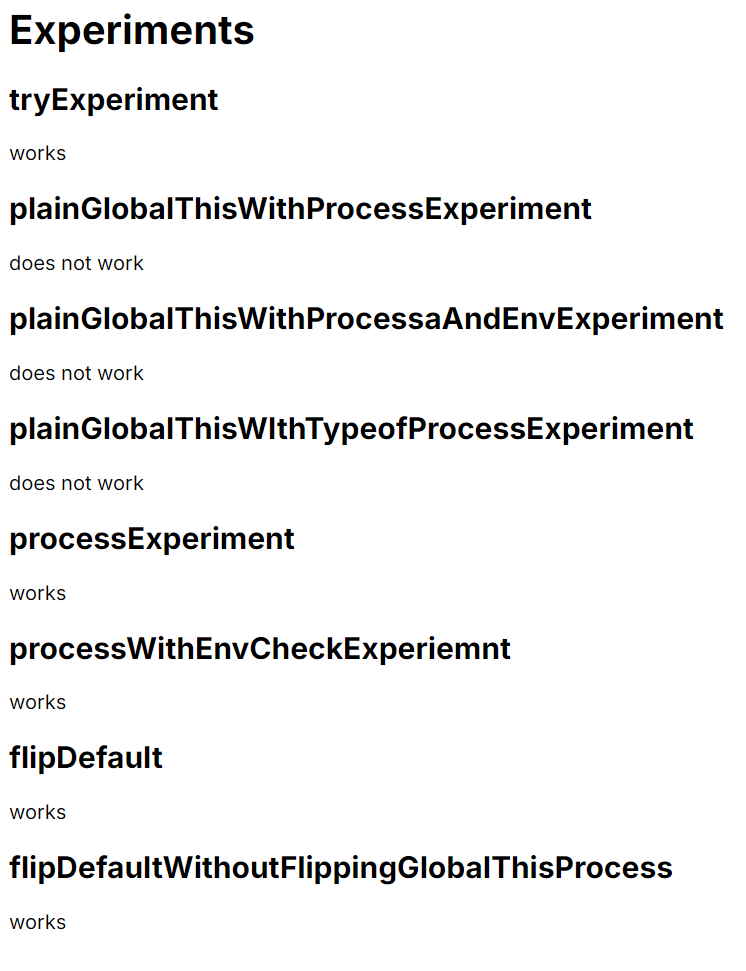 Experiments
tryExperiment
works
plainGlobalThisWithProcessExperiment
does not work
plainGlobalThisWithProcessaAndEnvExperiment
does not work
plainGlobalThisWIthTypeofProcessExperiment
does not work
processExperiment
works
processWithEnvCheckExperiemnt
works
flipDefault
works
flipDefaultWithoutFlippingGlobalThisProcess
works